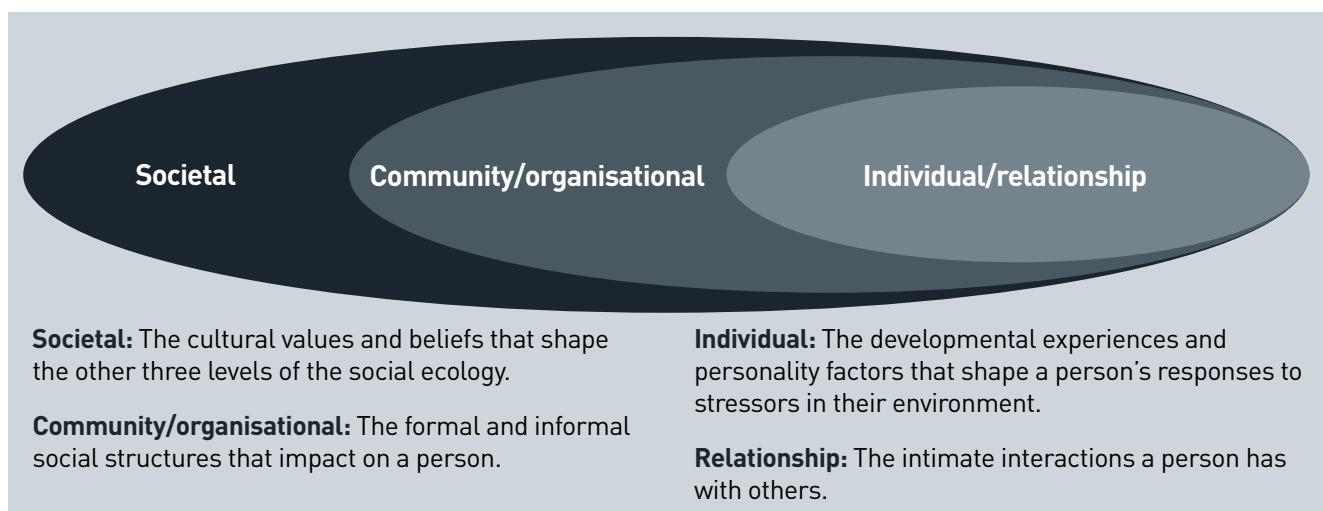 Societal
Community/organisational
Individual/relationship
Societal: The cultural values and beliefs that shape
the other three levels of the social ecology.
Community/organisational: The formal and informal
social structures that impact on a person.
Individual: The developmental experiences and
personality factors that shape a person’s responses to
stressors in their environment.
Relationship: The intimate interactions a person has
with others.